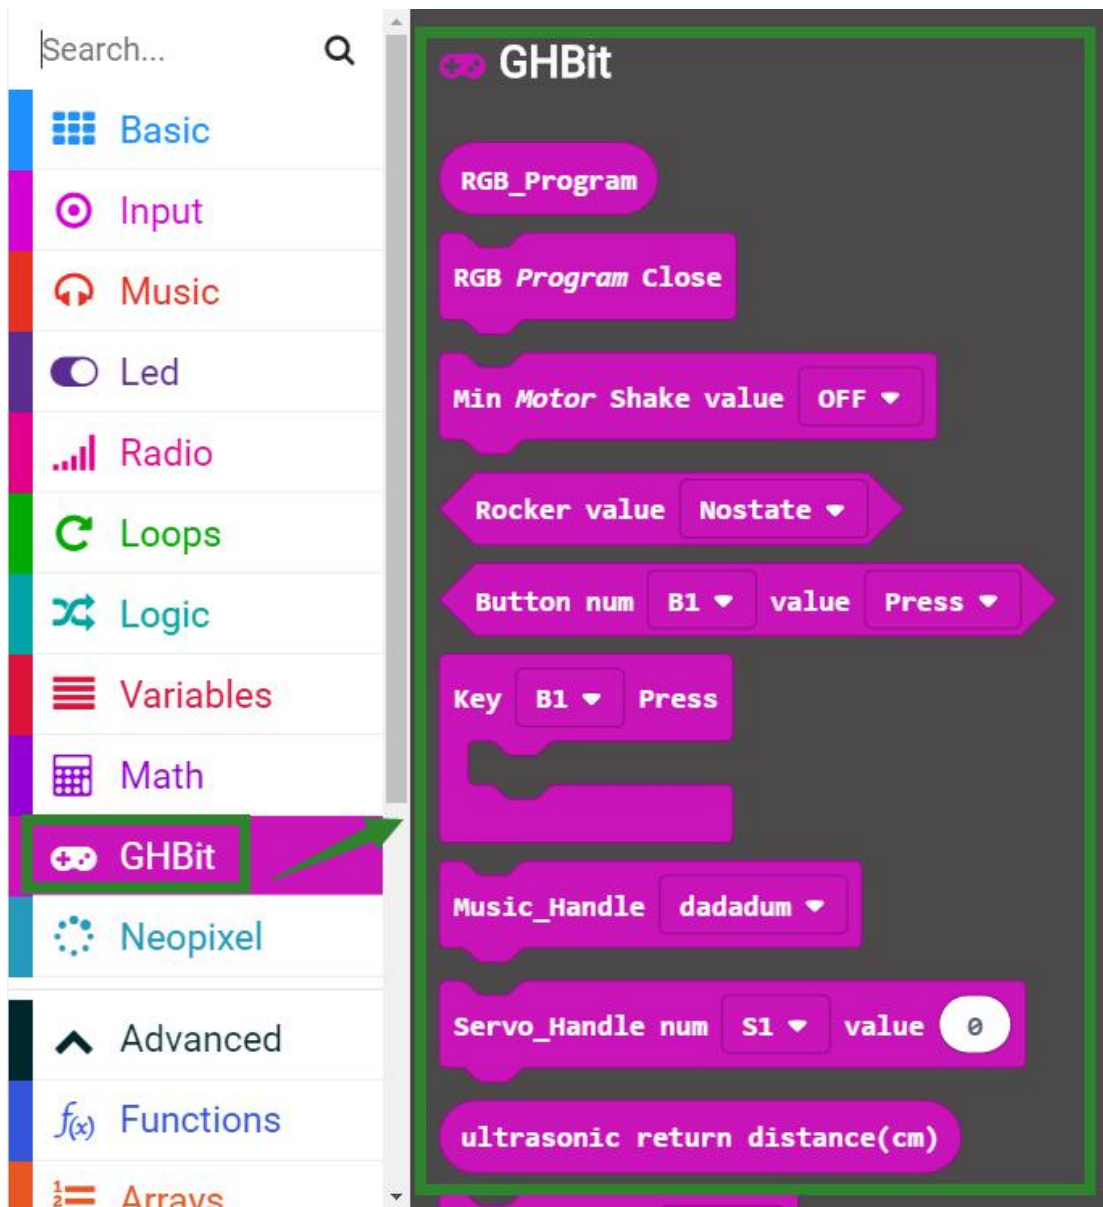 Search...
Basic
Input
Music
Led
Radio
Loops
Logic
Variables
Math
GHBit
Neopixel
Advanced
f(x) Functions
Arrays
GHBit
RGB_Program
RGB Program Close
Min Motor Shake value OFF
Rocker value Nostate
Button num B1 value Press
Key B1 Press
Music_Handle dadadum
Servo_Handle num S1 value 0
ultrasonic return distance(cm)